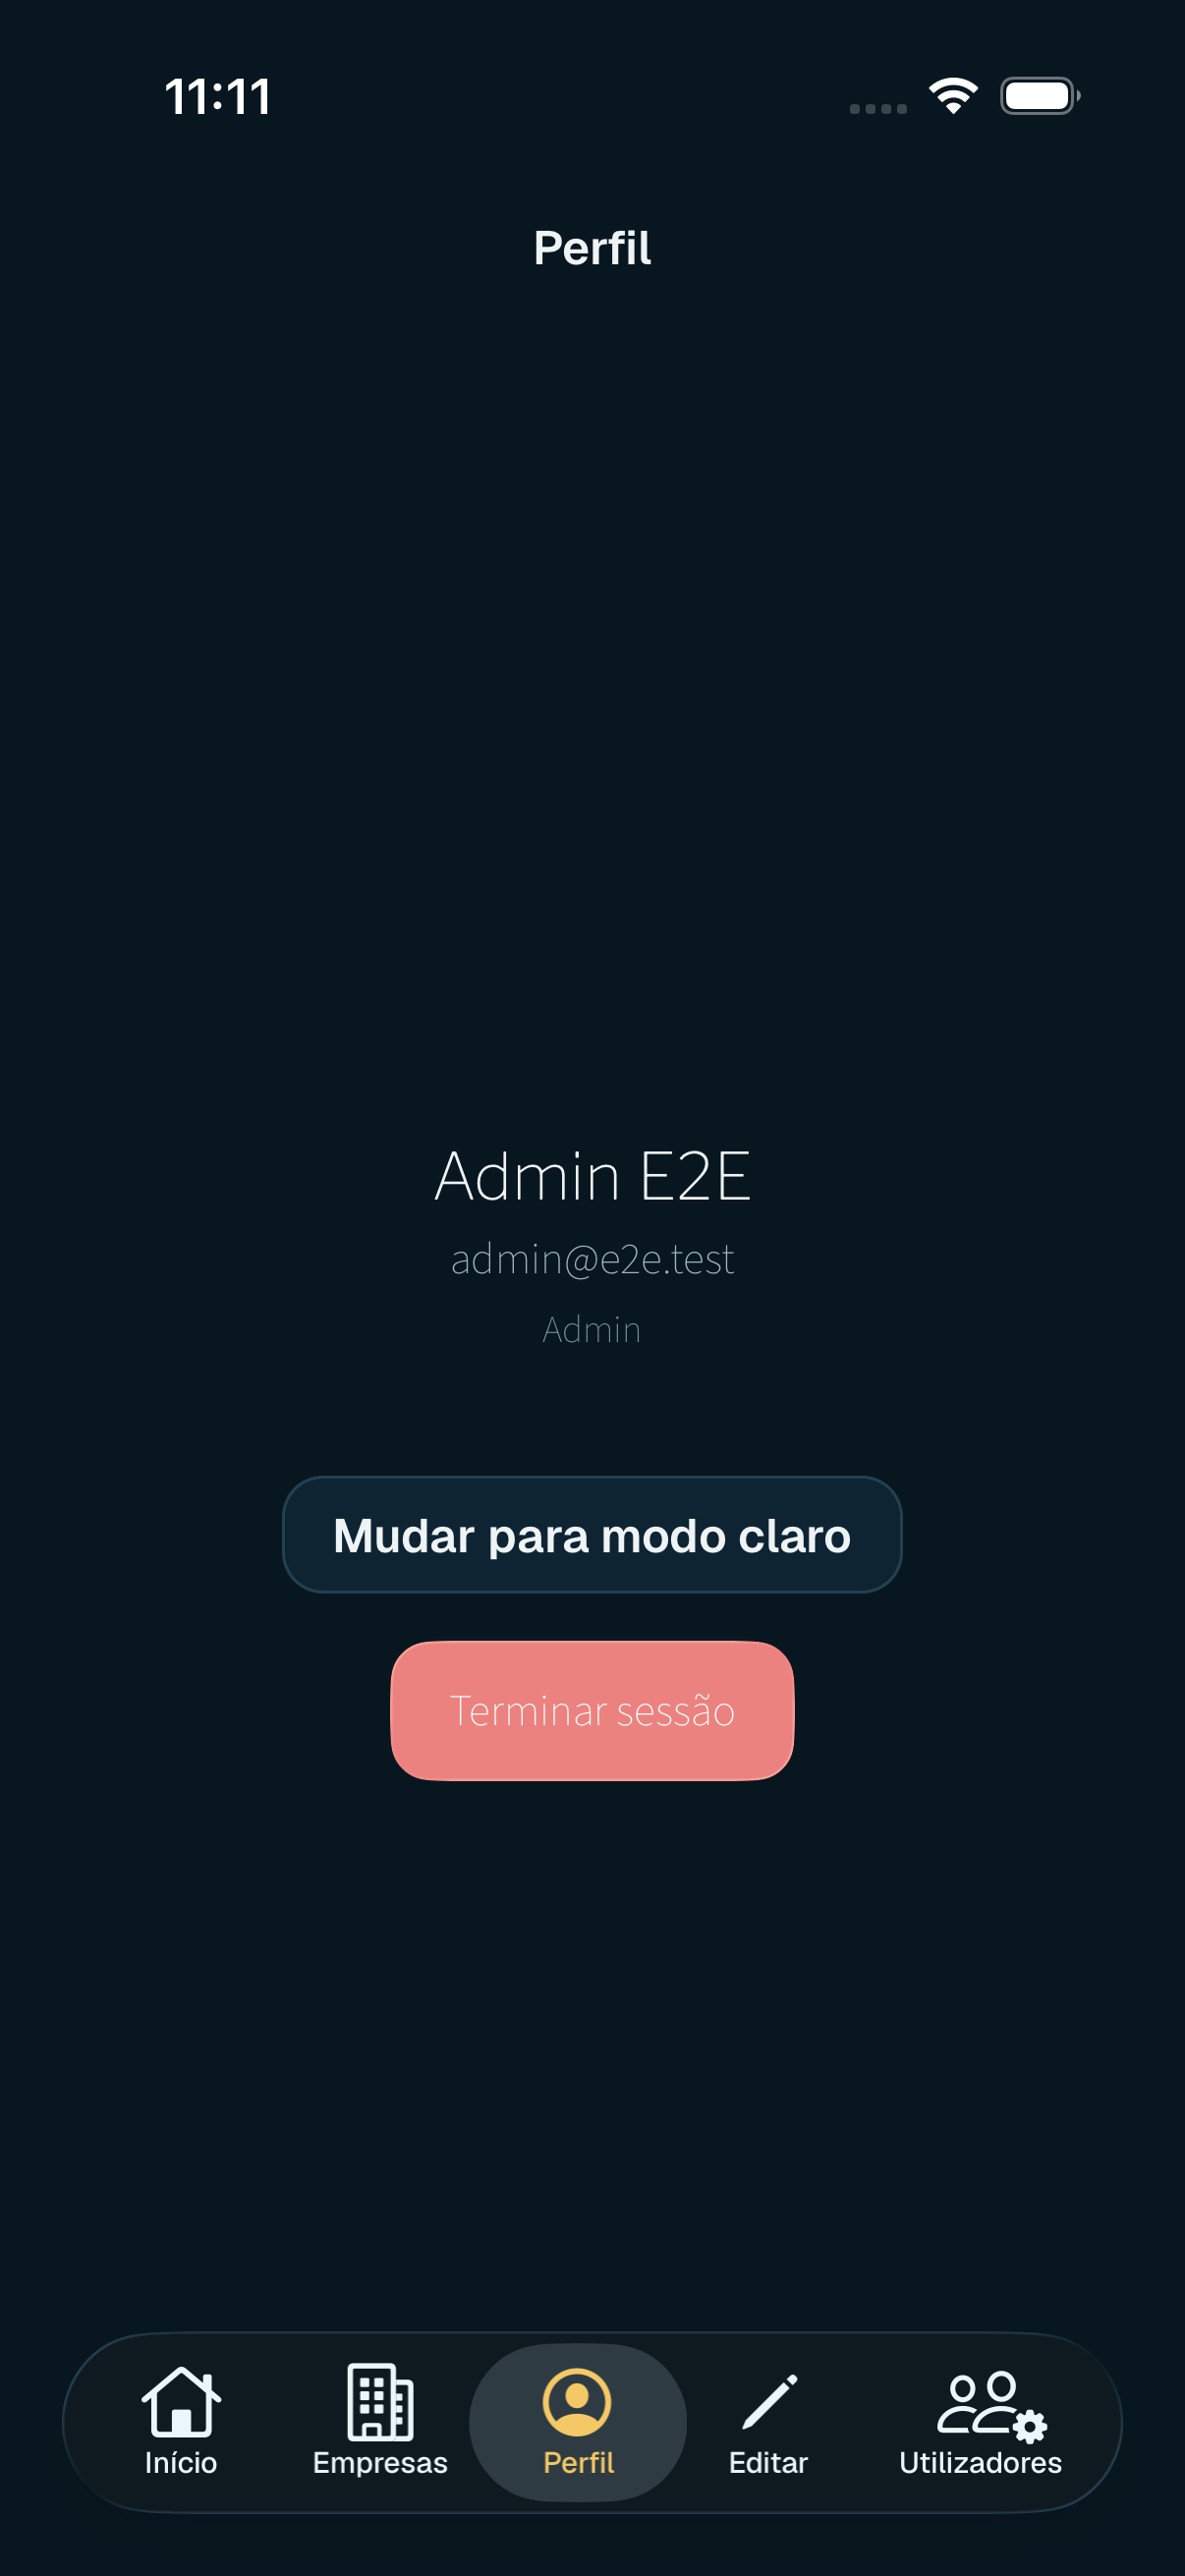 11:11
Perfil
Admin E2E
admin@e2e.test
Admin
Mudar para modo claro
Terminar sessão
Início Empresas Perfil Editar Utilizadores